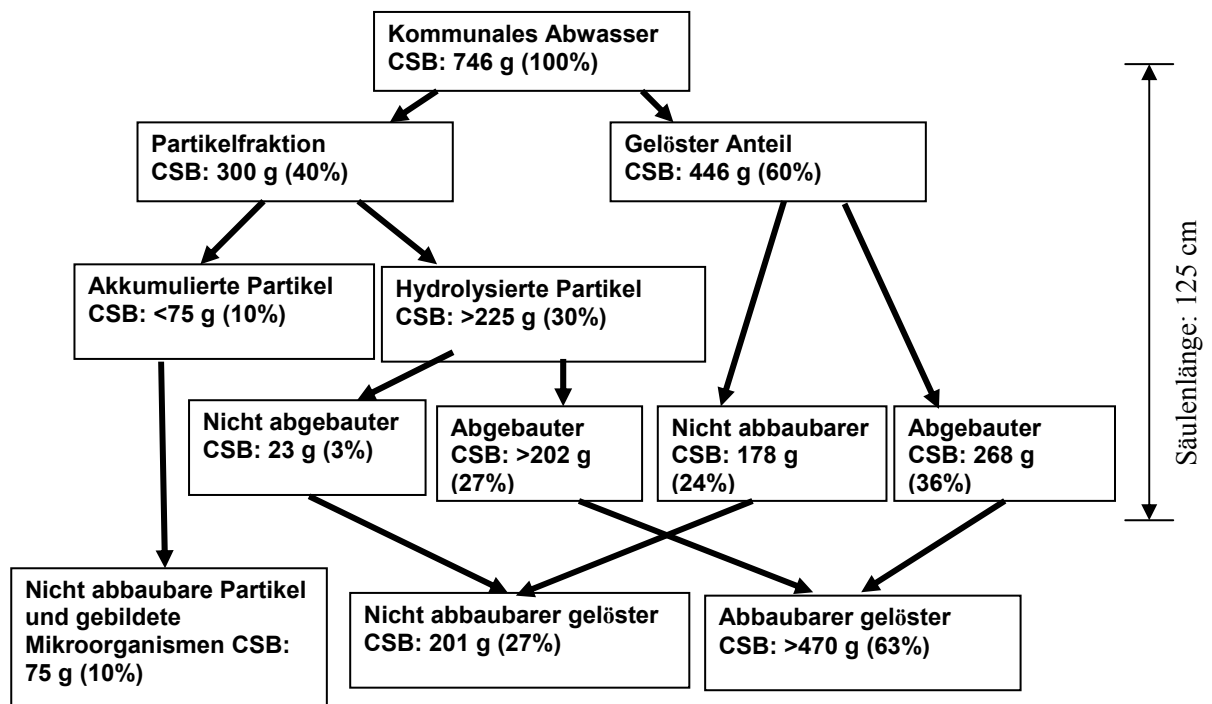 Kommunales Abwasser
CSB: 746 g (100%)
Partikelfraktion
CSB: 300 g (40%)
Gelöster Anteil
CSB: 446 g (60%)
Akkumulierte Partikel
CSB: <75 g (10%)
Hydrolysierte Partikel
CSB: >225 g (30%)
Nicht abgebauter
CSB: 23 g (3%)
Abgebauter
CSB: >202 g
(27%)
Nicht abbaubarer
CSB: 178 g
(24%)
Abgebauter
CSB: 268 g
(36%)
Nicht abbaubare Partikel
und gebildete
Mikroorganismen CSB:
75 g (10%)
Nicht abbaubarer gelöster
CSB: 201 g (27%)
Abbaubarer gelöster
CSB: >470 g (63%)
Säulenlänge: 125 cm